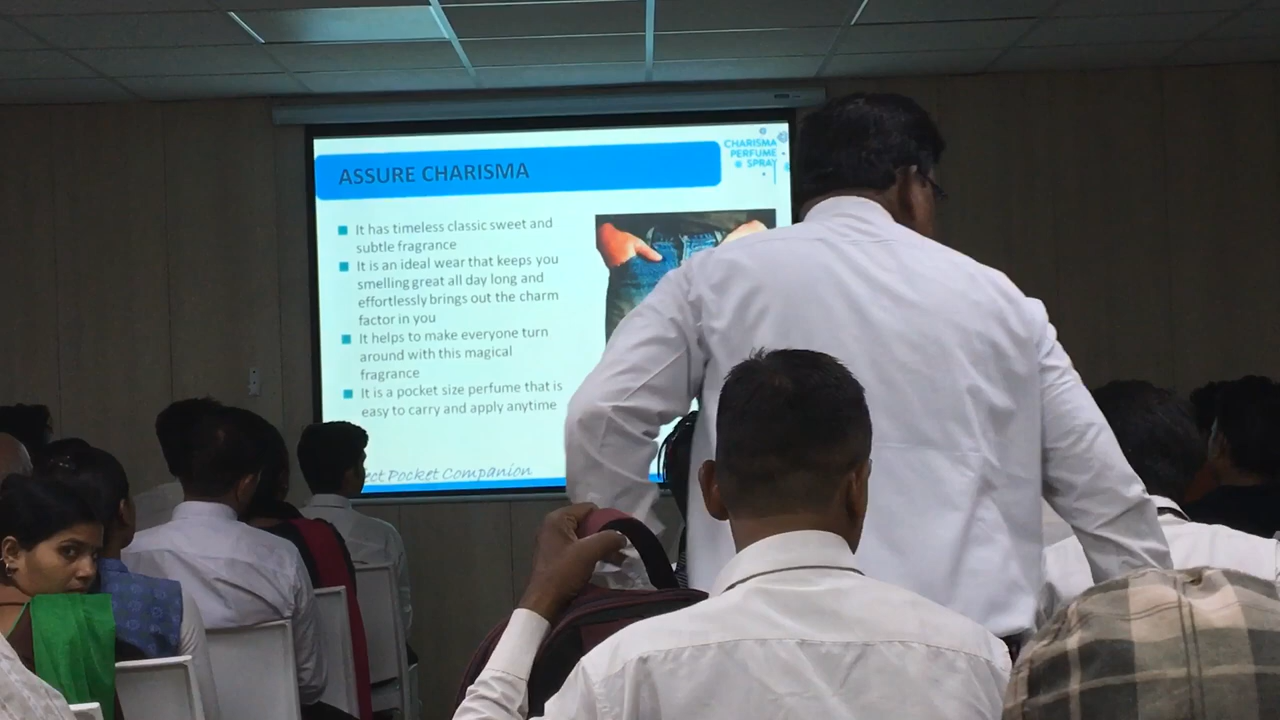 ASSURE CHARISMA
CHARISMA
PERFUME
SPRAY
It has timeless classic sweet and
subtle fragrance
It is an ideal wear that keeps you
smelling great all day long and
effortlessly brings out the charm
factor in you
It helps to make everyone turn
around with this magical
fragrance
It is a pocket size perfume that is
easy to carry and apply anytime
Pocket Companion